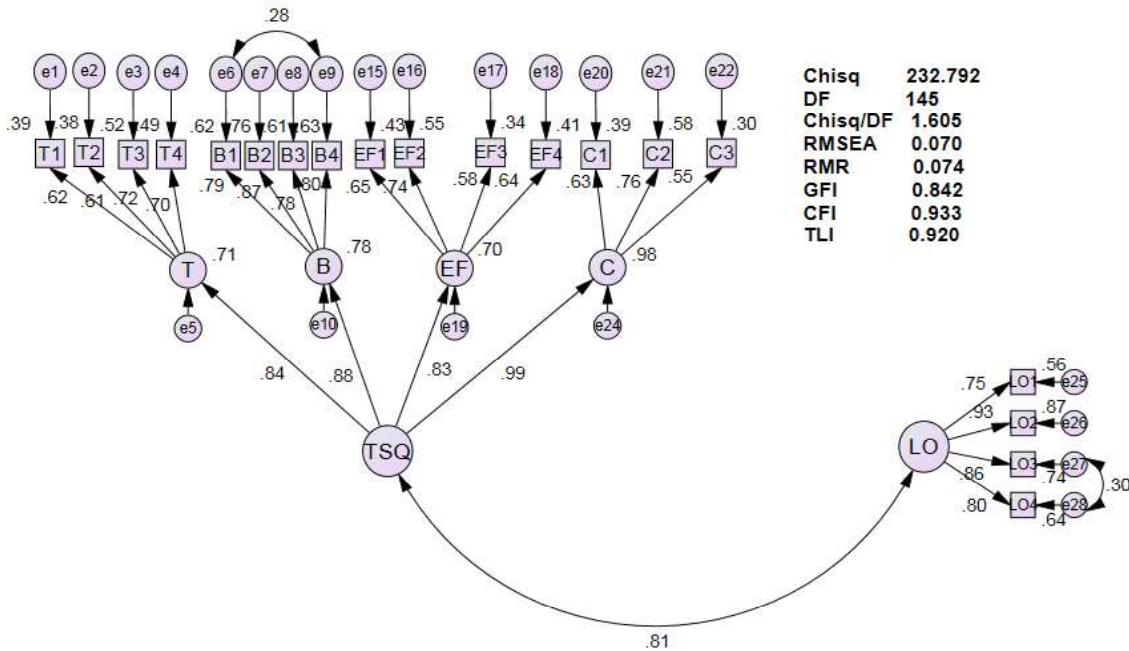 .28
e1 e2 e3 e4 e6 e7 e8 e9 e15 e16 e17 e18 e20 e21 e22
.39 .38 .52 .49 .62 .76 .61 .63 .43 .55 .34 .41 .39 .58 .30
T1 T2 T3 T4 B1 B2 B3 B4 EF1 EF2 EF3 EF4 C1 C2 C3
.62 .61 .72 .70 .79 .87 .78 .80 .65 .74 .58 .64 .63 .76 .55
.71 .78 .70 .98
T B EF C
e5 e10 e19 e24
.84 .88 .83 .99
TSQ
Chisq 232.792
DF 145
Chisq/DF 1.605
RMSEA 0.070
RMR 0.074
GFI 0.842
CFI 0.933
TLI 0.920
LO
.75 LO1 .56 e25
.93 LO2 .87 e26
.86 LO3 .74 e27
.80 LO4 .64 e28
.30
.81